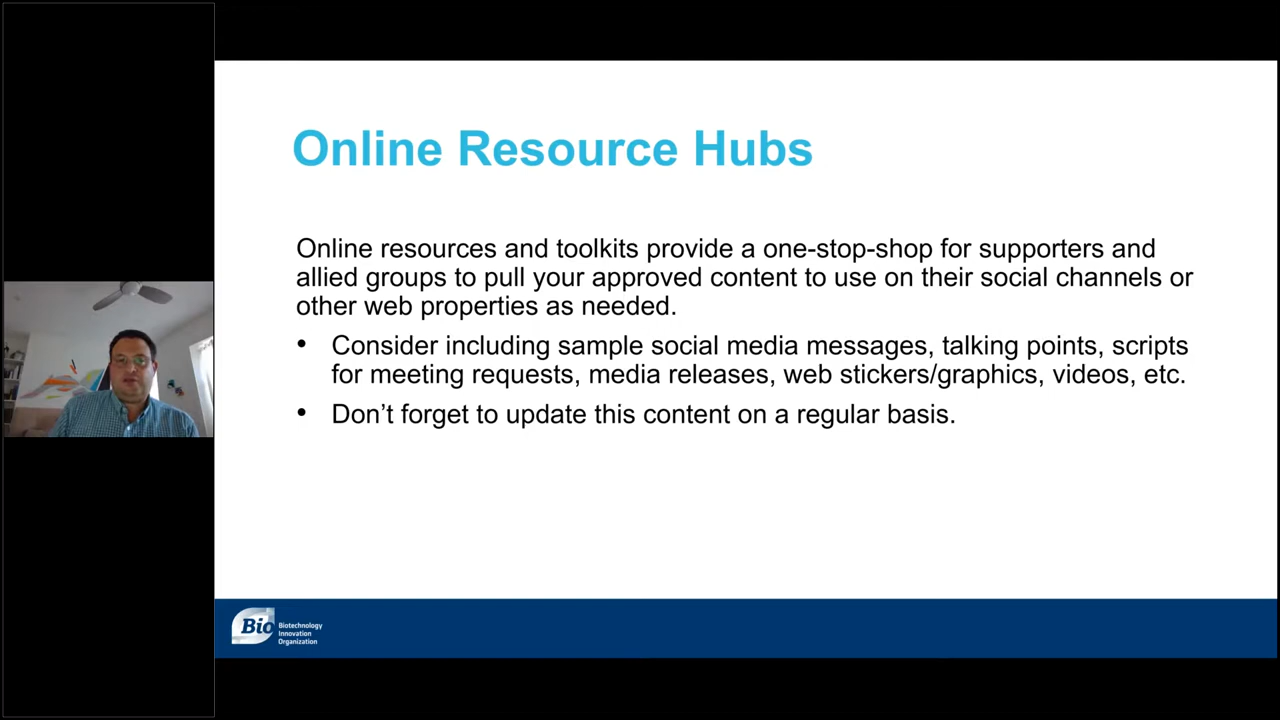 Online Resource Hubs
Online resources and toolkits provide a one-stop-shop for supporters and
allied groups to pull your approved content to use on their social channels or
other web properties as needed.
• Consider including sample social media messages, talking points, scripts
for meeting requests, media releases, web stickers/graphics, videos, etc.
• Don’t forget to update this content on a regular basis.
Bio
Biotechnology
Innovation
Organization